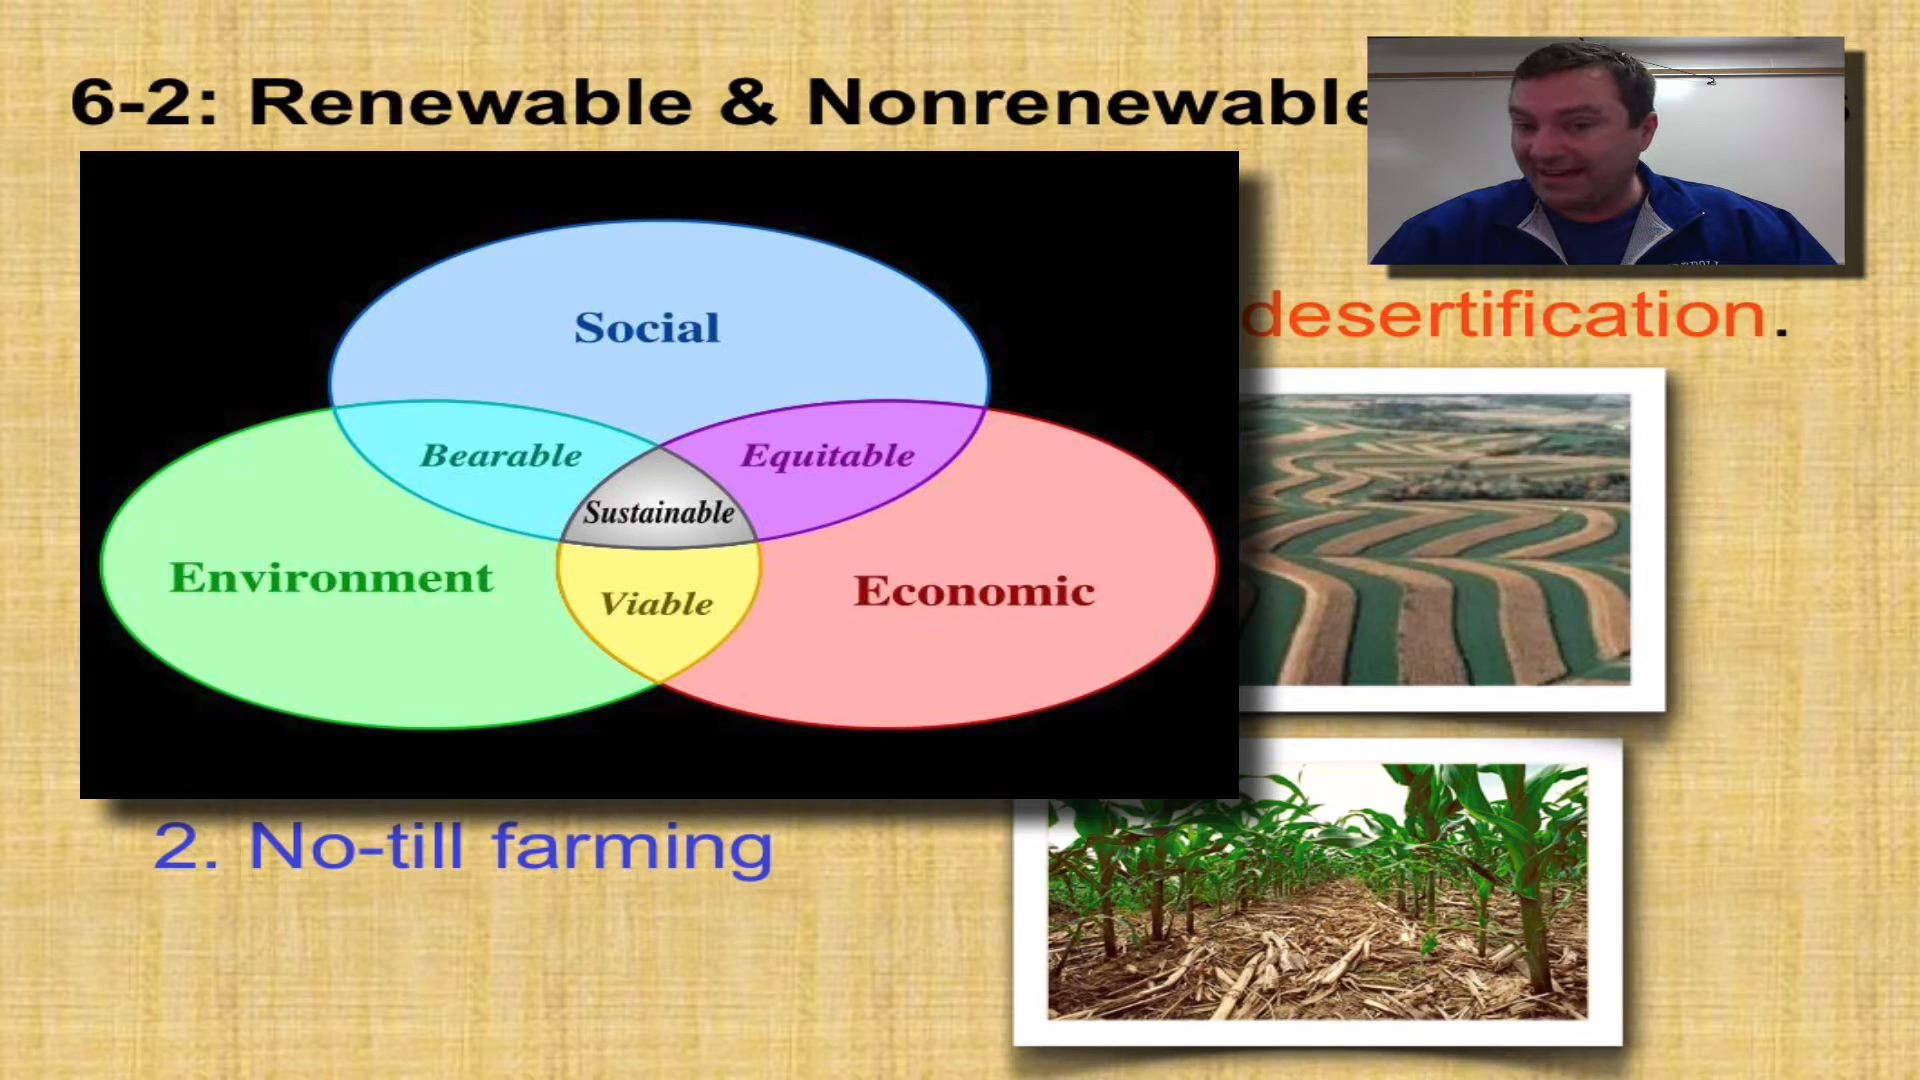 6-2: Renewable & Nonrenewable
desertification.
Social
Bearable
Equitable
Sustainable
Environment
Economic
Viable
2. No-till farming